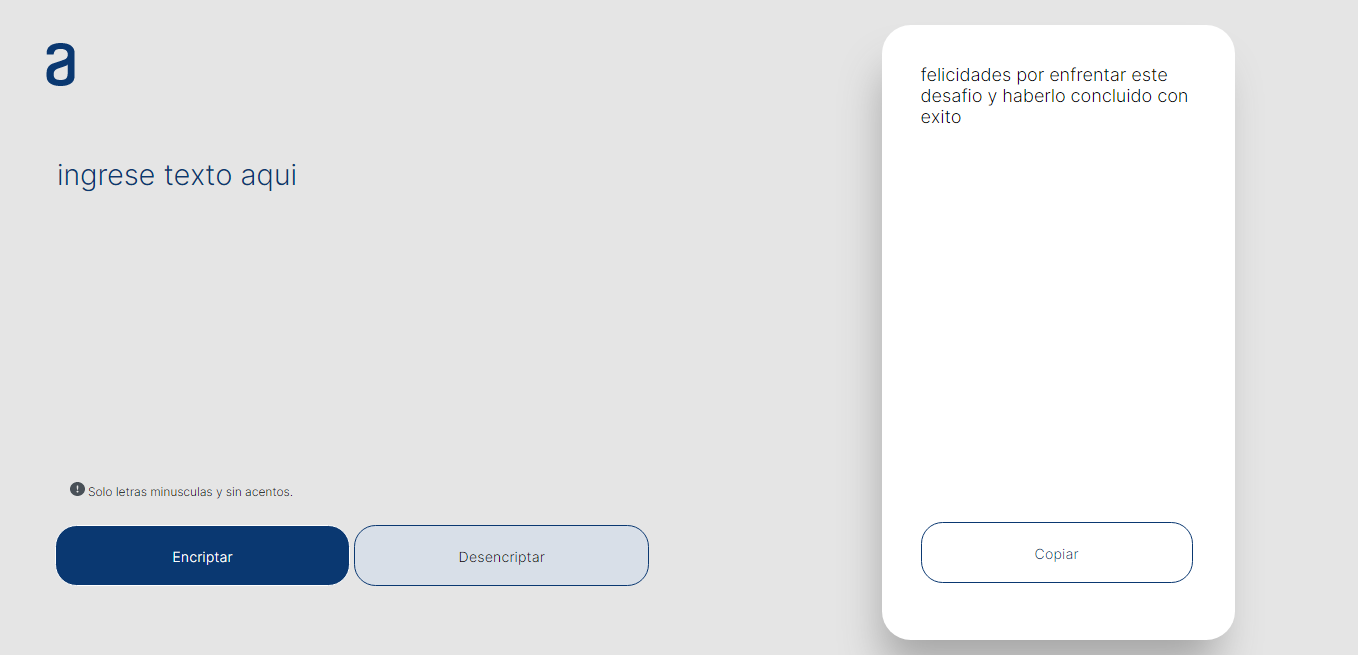 a
ingrese texto aqui
Solo letras minusculas y sin acentos.
Encriptar
Desencriptar
felicidades por enfrentar este
desafio y haberlo concluido con
exito
Copiar